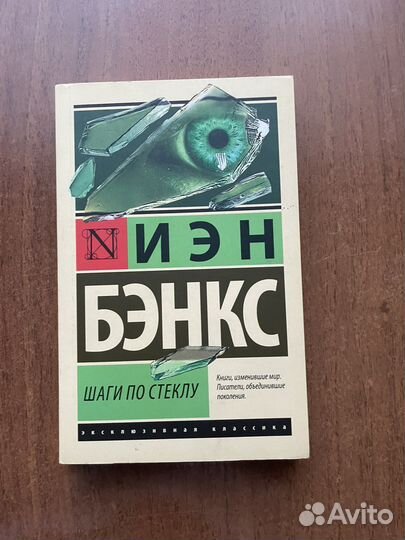 N ИЭН
БЭНКС
ШАГИ ПО СТЕКЛУ
Книги, изменившие мир.
Писатели, объединившие
поколения.
эксклюзивная классика
Avito